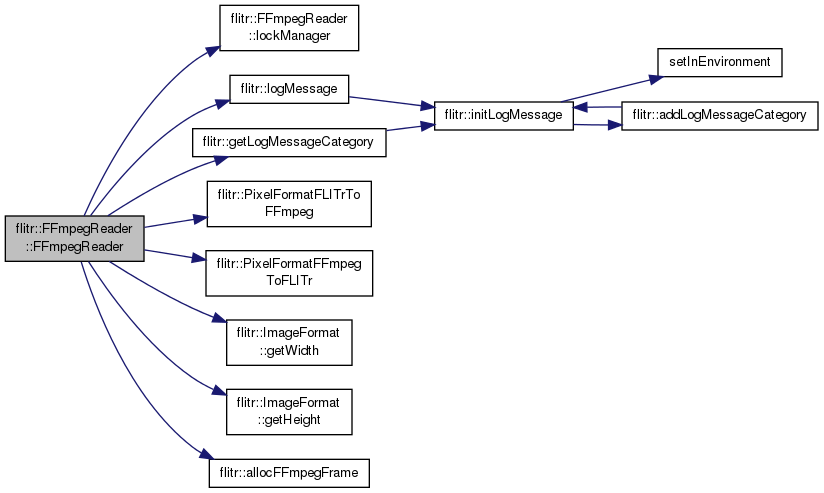 flitr::FFmpegReader
::FFmpegReader
flitr::FFmpegReader
::lockManager
flitr::logMessage
flitr::getLogMessageCategory
flitr::PixelFormatFLITrTo
FFmpeg
flitr::PixelFormatFFmpeg
ToFLITr
flitr::ImageFormat
::getWidth
flitr::ImageFormat
::getHeight
flitr::allocFFmpegFrame
flitr::initLogMessage
setInEnvironment
flitr::addLogMessageCategory